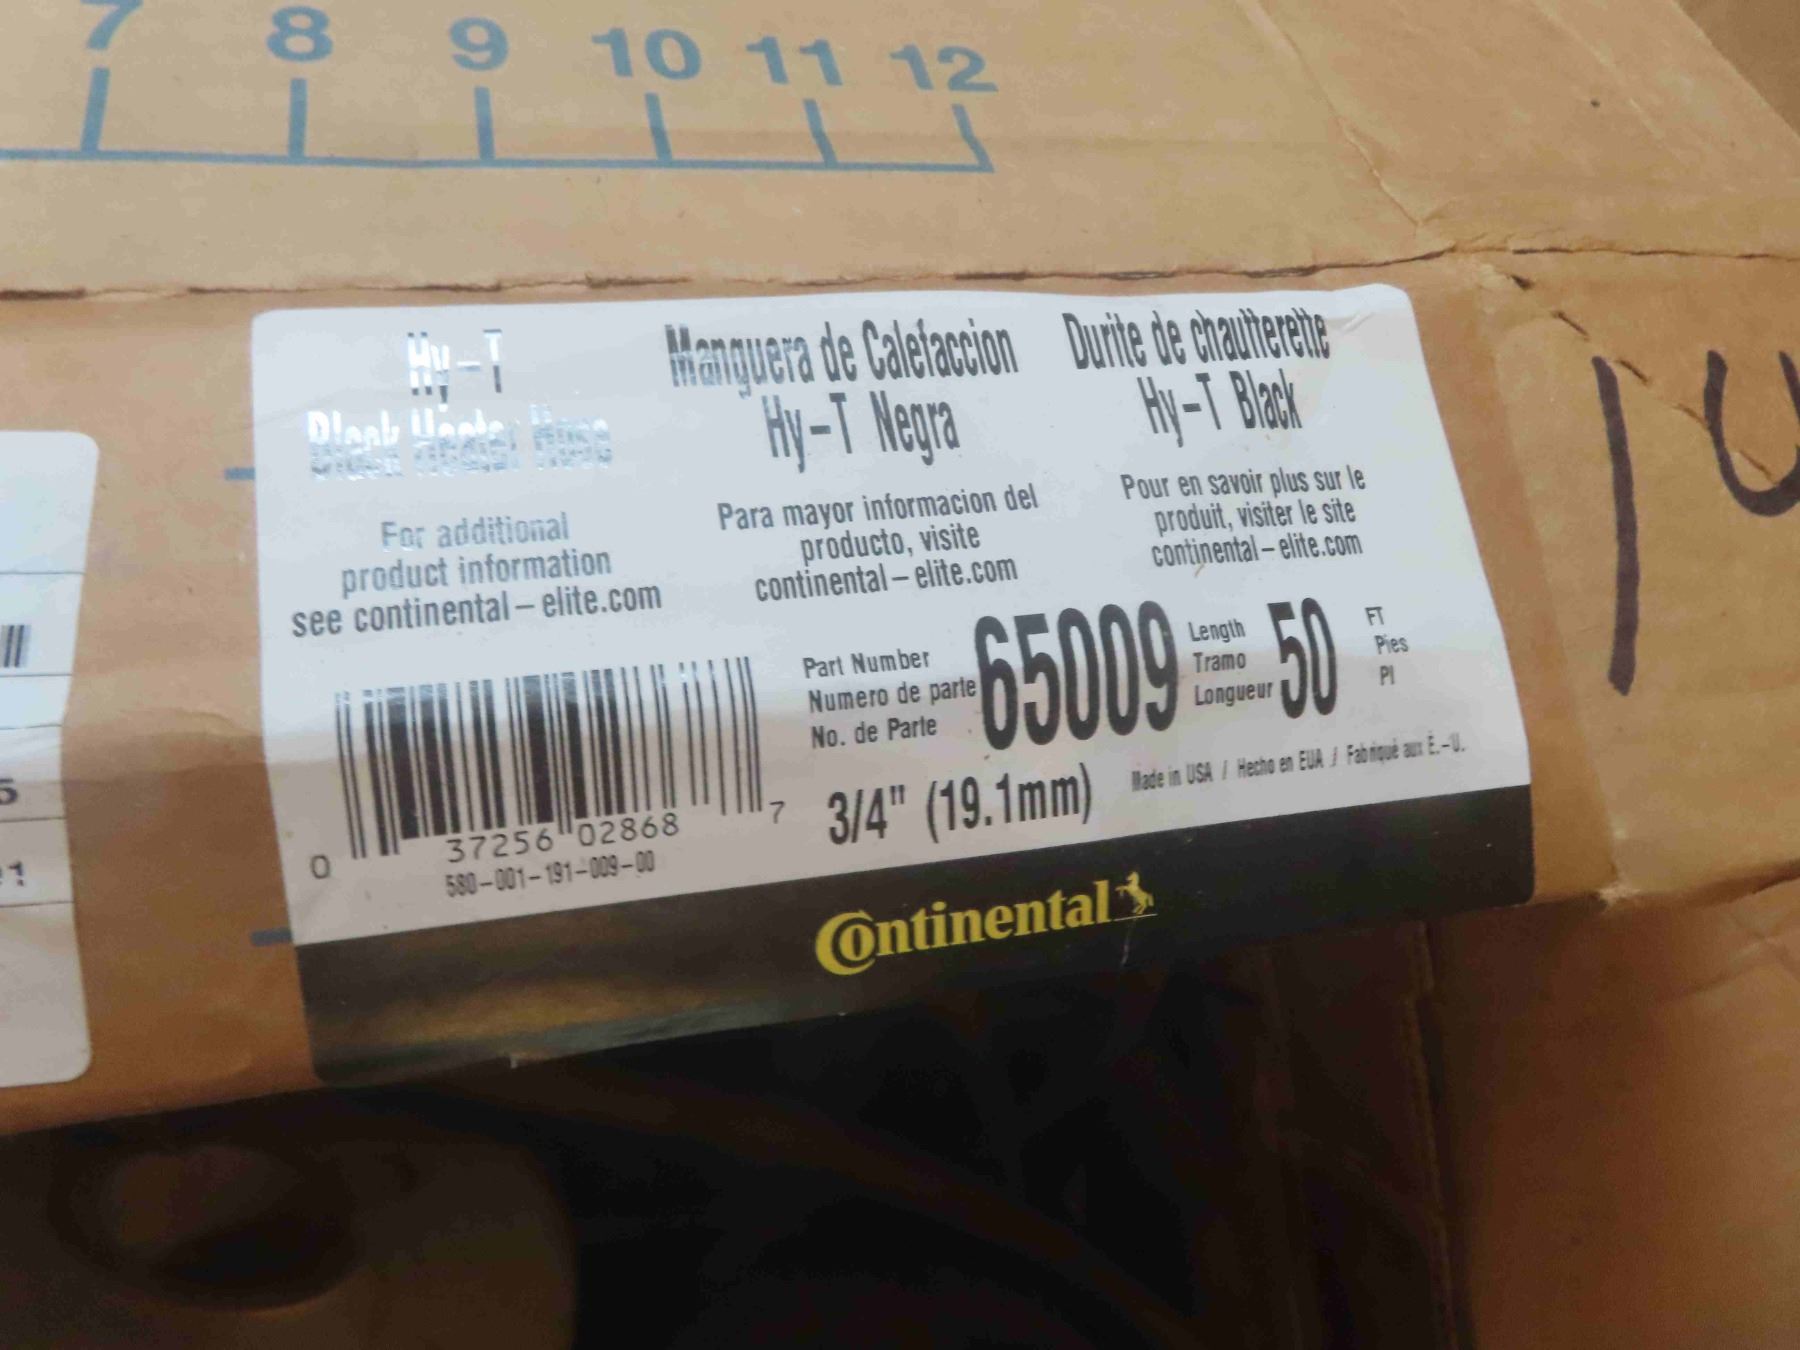 7 8 9 10 11 12
Hy-T
Black Heater Hose
For additional
product information
see continental-elite.com
Manguera de Calefaccion
Hy-T Negra
Para mayor informacion del
producto, visite
continental-elite.com
Durite de chaufferette
Hy-T Black
Pour en savoir plus sur le
produit, visiter le site
continental-elite.com
Part Number
Numero de parte
No. de Parte
65009
Length
Tramo
Longueur
50
FT
Pies
PI
3/4" (19.1mm)
Made in USA / Hecho en EUA / Fabriqué aux É.-U.
0 37256 02868 7
580-001-191-009-00
Continental